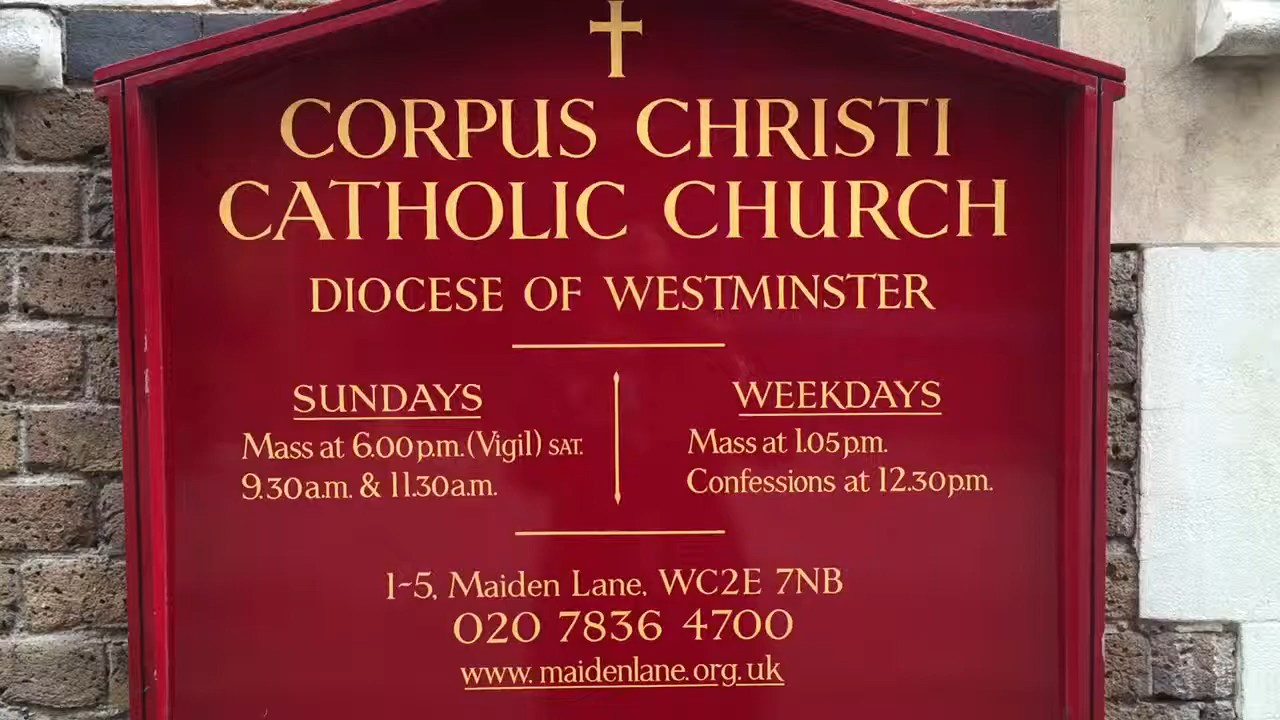 CORPUS CHRISTI
CATHOLIC CHURCH
DIOCESE OF WESTMINSTER
SUNDAYS
Mass at 6.00p.m.(Vigil) SAT.
9.30a.m. & 11.30a.m.
WEEKDAYS
Mass at 1.05p.m.
Confessions at 12.30p.m.
1-5, Maiden Lane, WC2E 7NB
020 7836 4700
www.maidenlane.org.uk